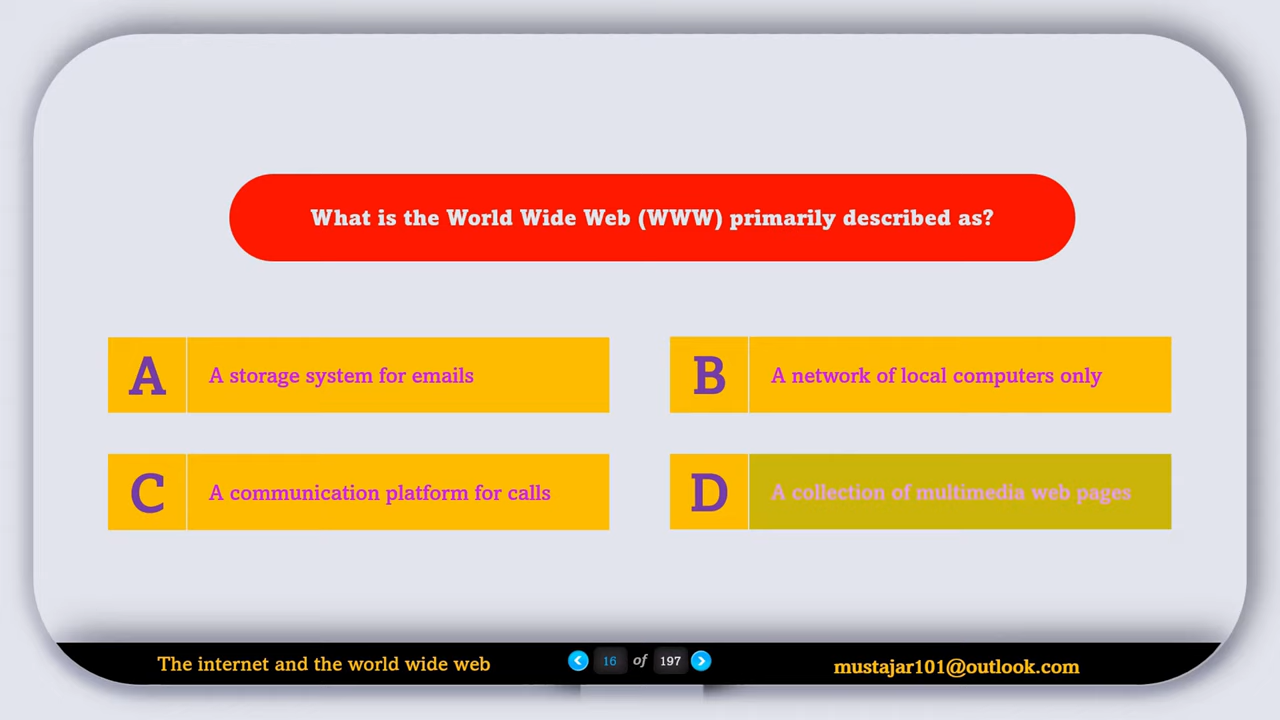 What is the World Wide Web (WWW) primarily described as?
A A storage system for emails
B A network of local computers only
C A communication platform for calls
D A collection of multimedia web pages
The internet and the world wide web
16 of 197
mustajar101@outlook.com